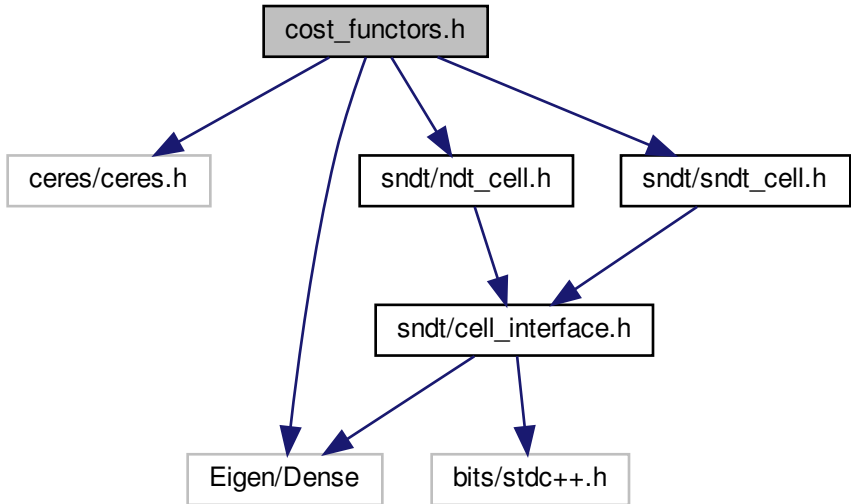 cost_functors.h
ceres/ceres.h
sndt/ndt_cell.h
sndt/sndt_cell.h
sndt/cell_interface.h
Eigen/Dense
bits/stdc++.h